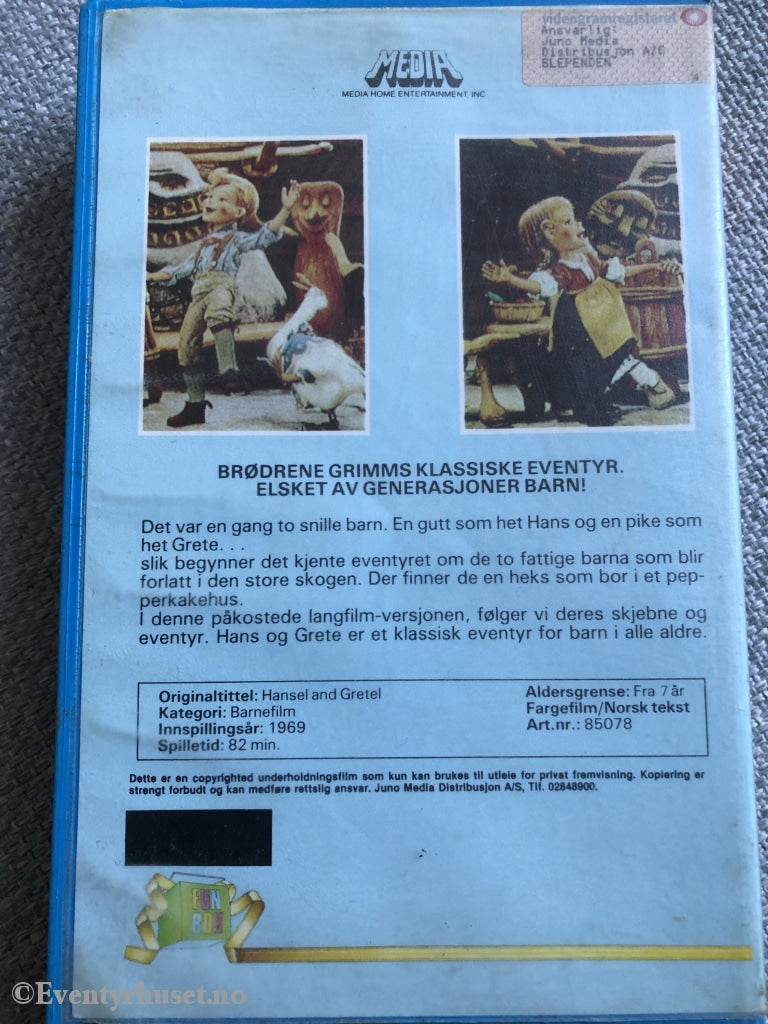 videogramregisteret
Ansvarlig:
Juno Media
Distribusjon A/S
BLEPENDEN
MEDIA
MEDIA HOME ENTERTAINMENT, INC
BRØDRENE GRIMMS KLASSISKE EVENTYR.
ELSKET AV GENERASJONER BARN!
Det var en gang to snille barn. En gutt som het Hans og en pike som
het Grete. . .
slik begynner det kjente eventyret om de to fattige barna som blir
forlatt i den store skogen. Der finner de en heks som bor i et pep-
perkakehus.
I denne påkostede langfilm-versjonen, følger vi deres skjebne og
eventyr. Hans og Grete er et klassisk eventyr for barn i alle aldre.
Originaltittel: Hansel and Gretel
Kategori: Barnefilm
Innspillingsår: 1969
Spilletid: 82 min.
Aldersgrense: Fra 7 år
Fargefilm/Norsk tekst
Art.nr.: 85078
Dette er en copyrighted underholdningsfilm som kun kan brukes til utleie for privat fremvisning. Kopiering er
strengt forbudt og kan medføre rettslig ansvar. Juno Media Distribusjon A/S, Tlf. 02848900.
FUN
BOX
©Eventyrhuset.no